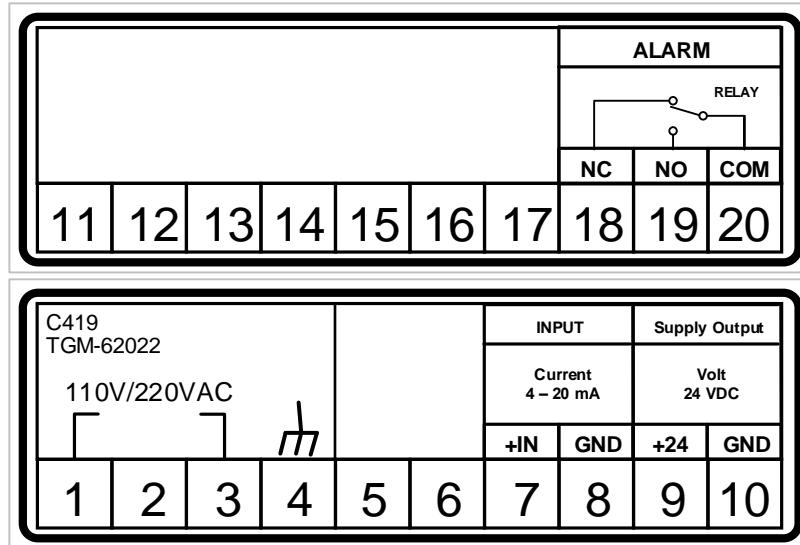 ALARM
RELAY
NC NO COM
11 12 13 14 15 16 17 18 19 20
C419
TGM-62022
110V/220VAC
INPUT Supply Output
Current Volt
4 – 20 mA 24 VDC
+IN GND +24 GND
1 2 3 4 5 6 7 8 9 10